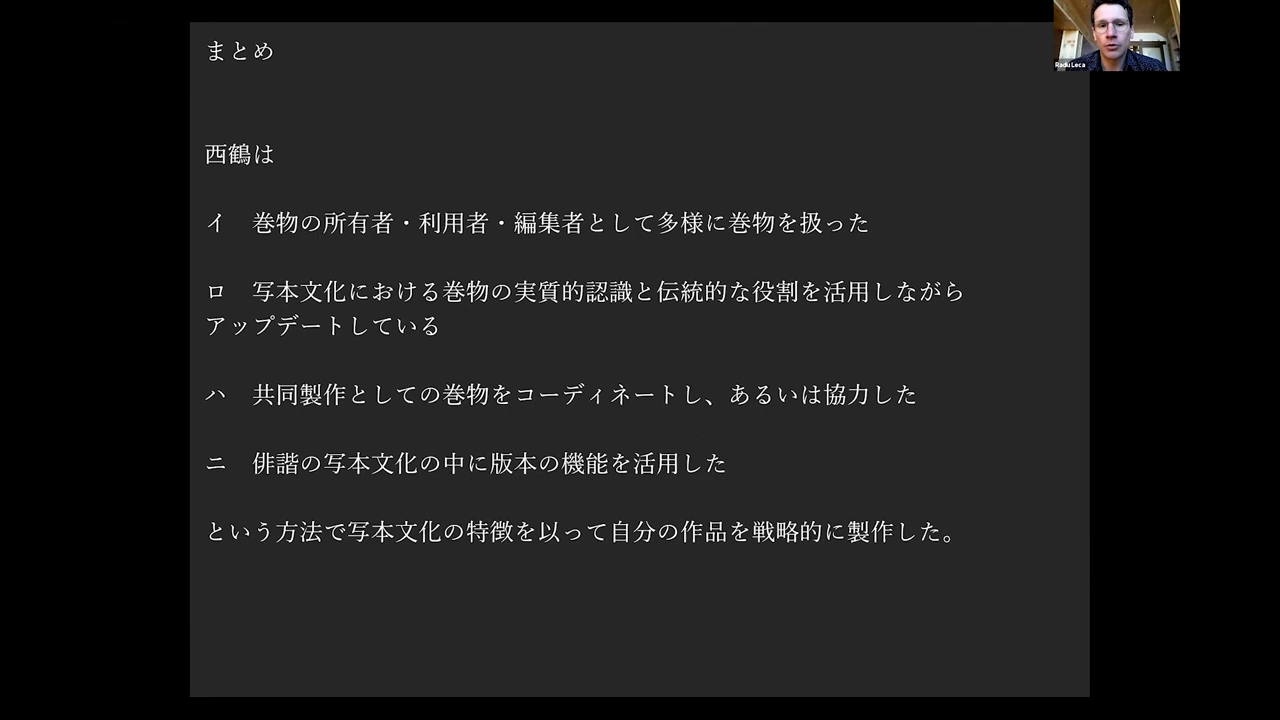 まとめ
西鶴は
イ　巻物の所有者・利用者・編集者として多様に巻物を扱った
ロ　写本文化における巻物の実質的認識と伝統的な役割を活用しながら
アップデートしている
ハ　共同製作としての巻物をコーディネートし、あるいは協力した
ニ　俳諧の写本文化の中に版本の機能を活用した
という方法で写本文化の特徴を以って自分の作品を戦略的に製作した。
Radu Leca